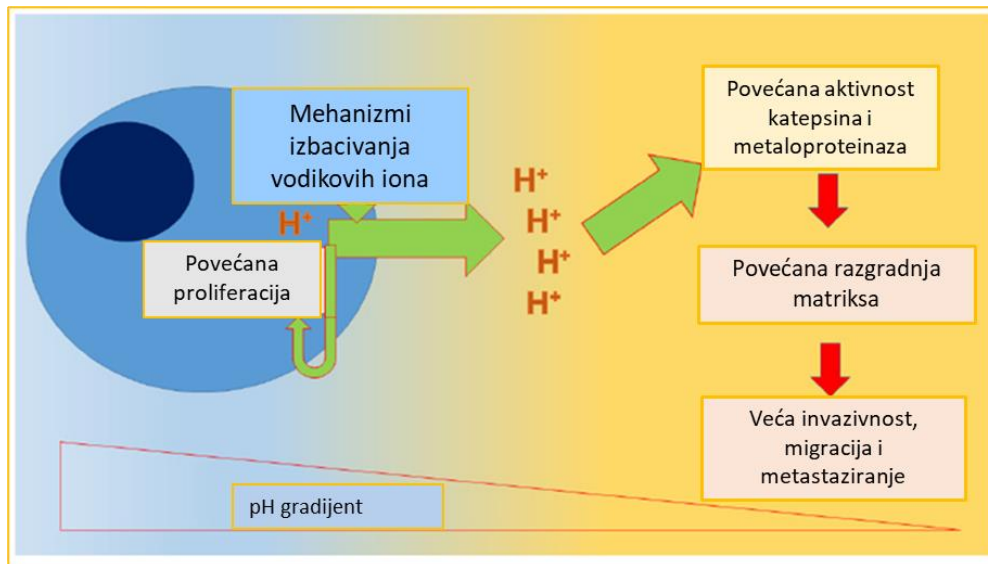 Mehanizmi
izbacivanja
vodikovih iona
H⁺
Povećana
proliferacija
H⁺
H⁺
H⁺
H⁺
Povećana aktivnost
katepsina i
metaloproteinaza
Povećana razgradnja
matriksa
Veća invazivnost,
migracija i
metastaziranje
pH gradijent